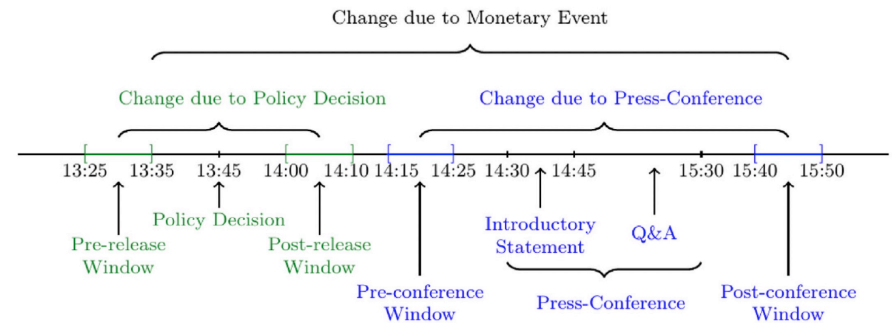 Change due to Monetary Event
Change due to Policy Decision
Change due to Press-Conference
13:25 13:35 13:45 14:00 14:10 14:15 14:25 14:30 14:45 15:30 15:40 15:50
Policy Decision
Introductory
Statement
Q&A
Pre-release
Window
Post-release
Window
Pre-conference
Window
Press-Conference
Post-conference
Window